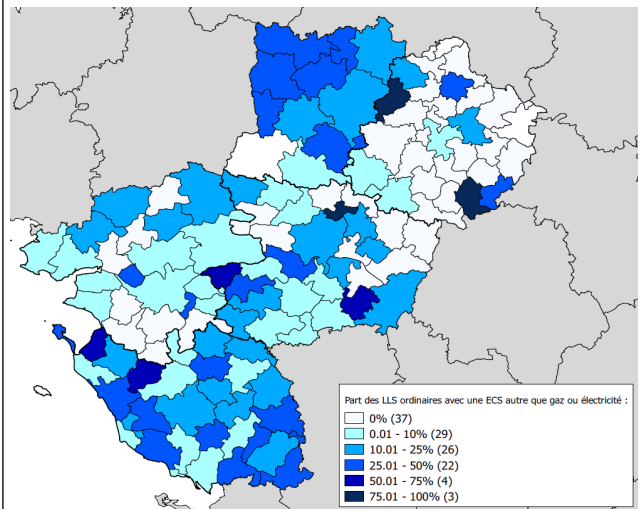 Part des LLS ordinaires avec une ECS autre que gaz ou électricité :
0% (37)
0.01 - 10% (29)
10.01 - 25% (26)
25.01 - 50% (22)
50.01 - 75% (4)
75.01 - 100% (3)